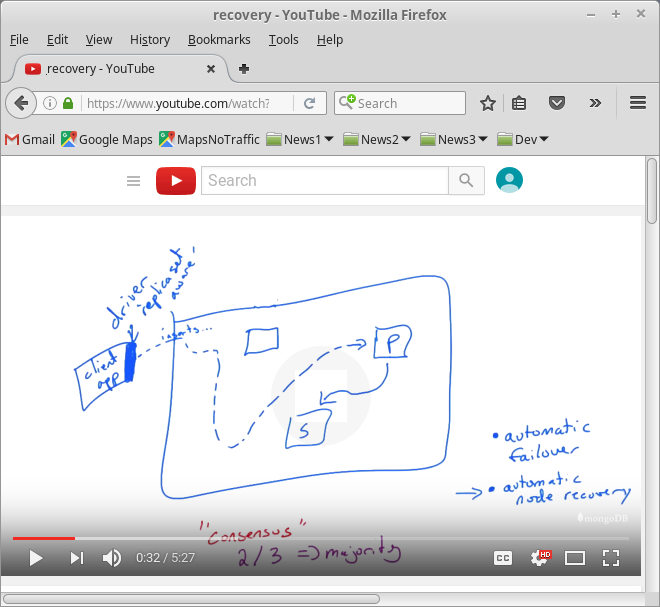 recovery - YouTube - Mozilla Firefox
File Edit View History Bookmarks Tools Help
recovery - YouTube
https://www.youtube.com/watch?
Search
Gmail Google Maps MapsNoTraffic News1 News2 News3 Dev
Search
driver
replica set
aware
client
app
inserts...
P
S
• automatic
failover
• automatic
node recovery
mongoDB
"Consensus"
2/3 => majority
0:32 / 5:27
CC
HD